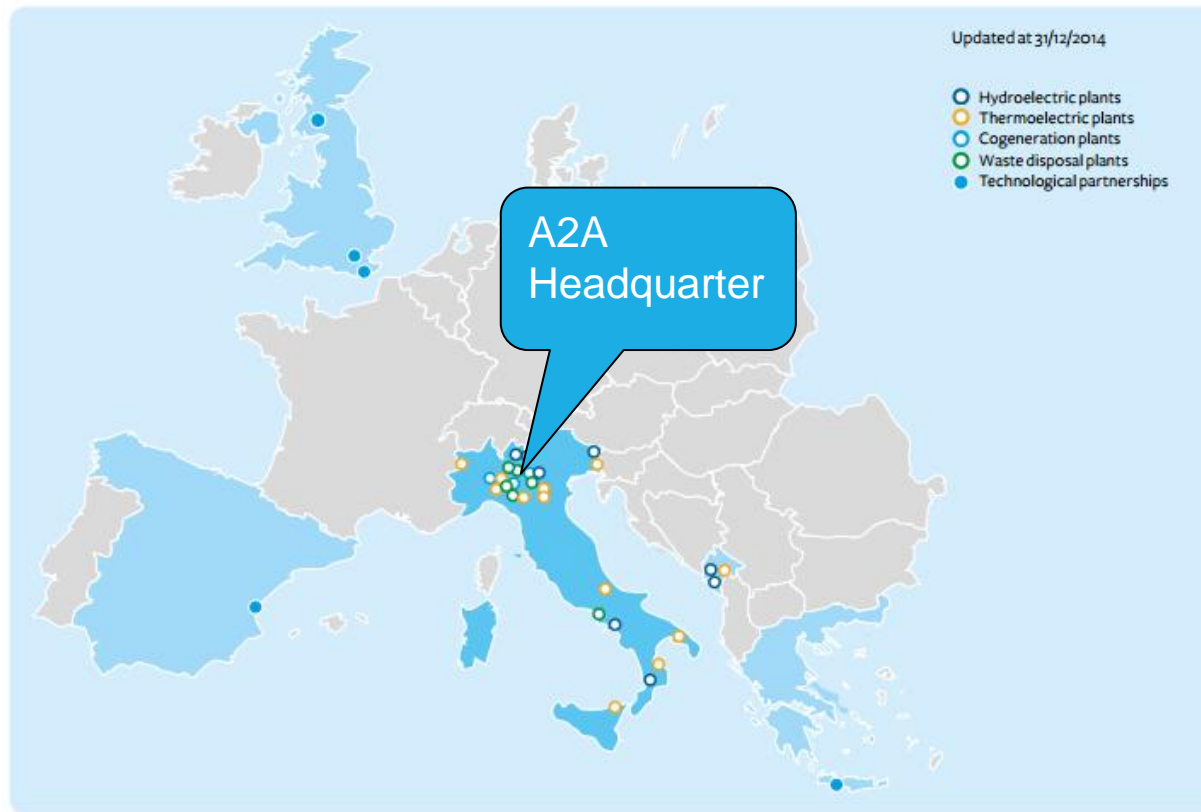 Updated at 31/12/2014
Hydroelectric plants
Thermoelectric plants
Cogeneration plants
Waste disposal plants
Technological partnerships
A2A
Headquarter